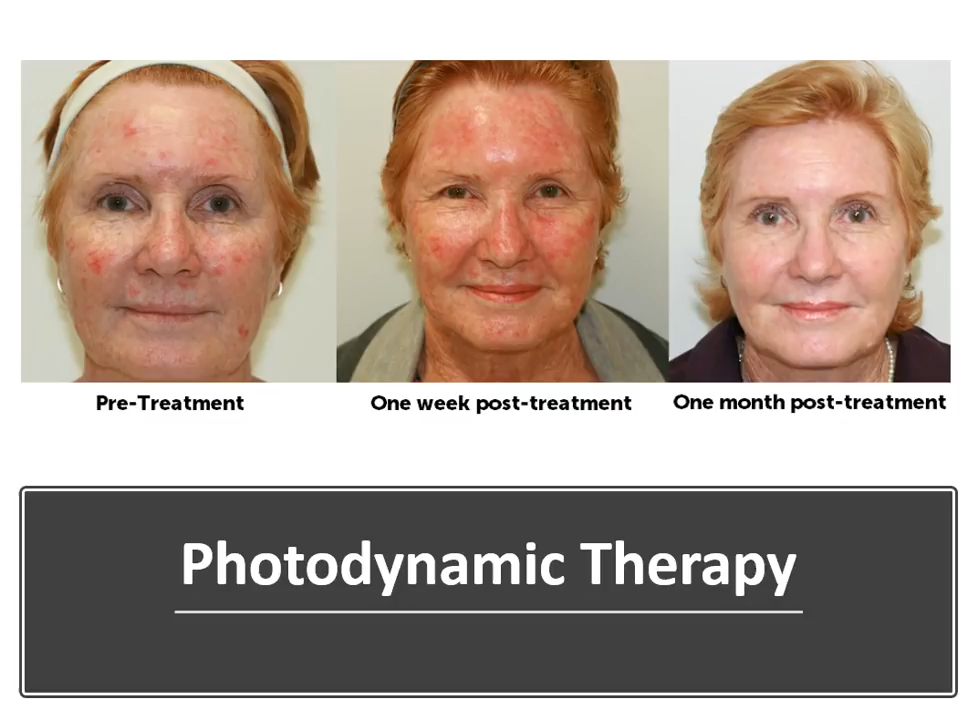 Pre-Treatment
One week post-treatment
One month post-treatment
Photodynamic Therapy